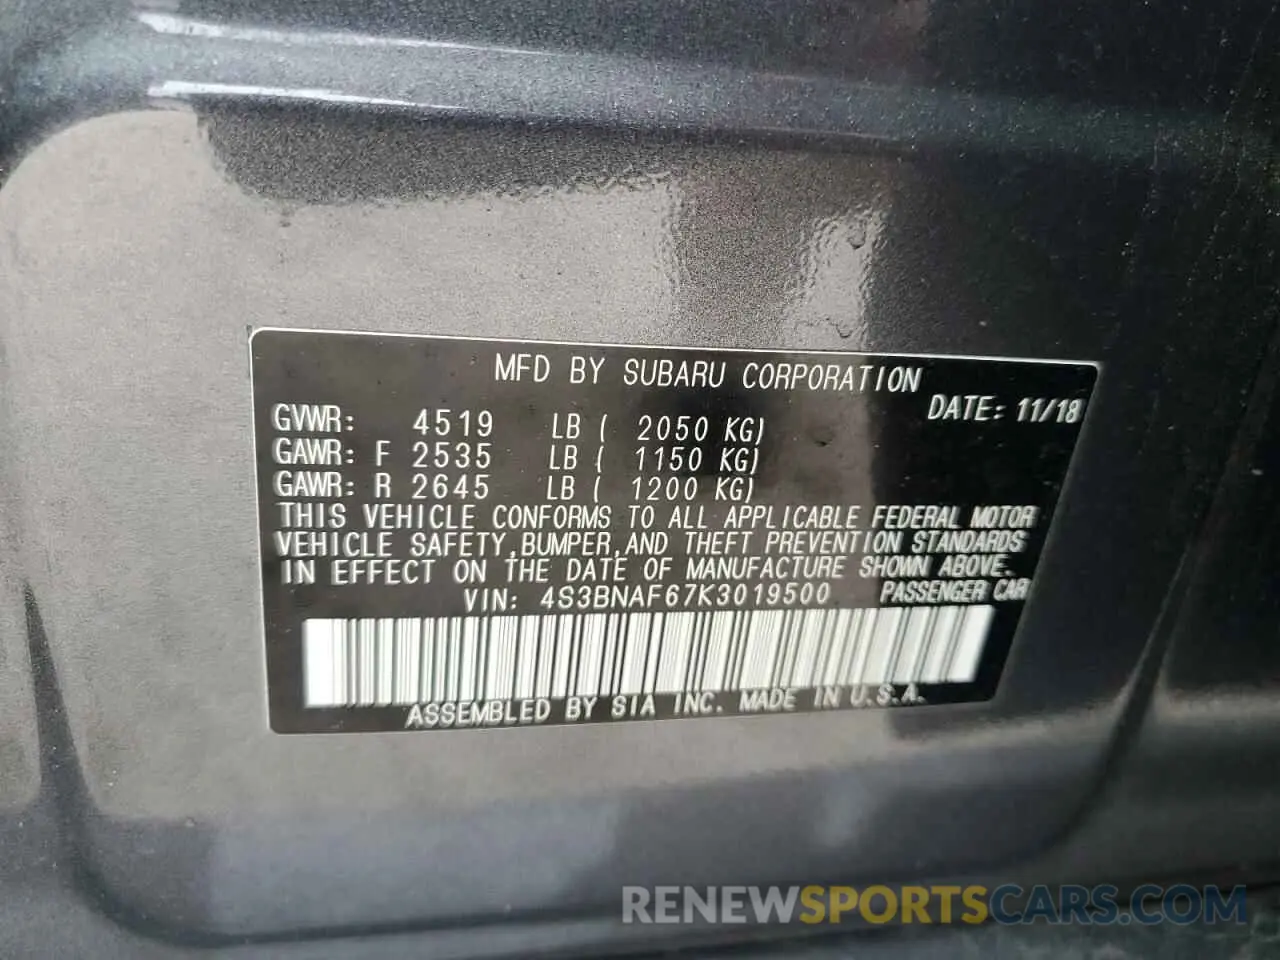 MFD BY SUBARU CORPORATION
DATE: 11/18
GVWR: 4519 LB ( 2050 KG)
GAWR: F 2535 LB ( 1150 KG)
GAWR: R 2645 LB ( 1200 KG)
THIS VEHICLE CONFORMS TO ALL APPLICABLE FEDERAL MOTOR
VEHICLE SAFETY,BUMPER,AND THEFT PREVENTION STANDARDS
IN EFFECT ON THE DATE OF MANUFACTURE SHOWN ABOVE.
VIN: 4S3BNAF67K3019500 PASSENGER CAR
ASSEMBLED BY SIA INC. MADE IN U.S.A.
RENEWSPORTSCARS.COM